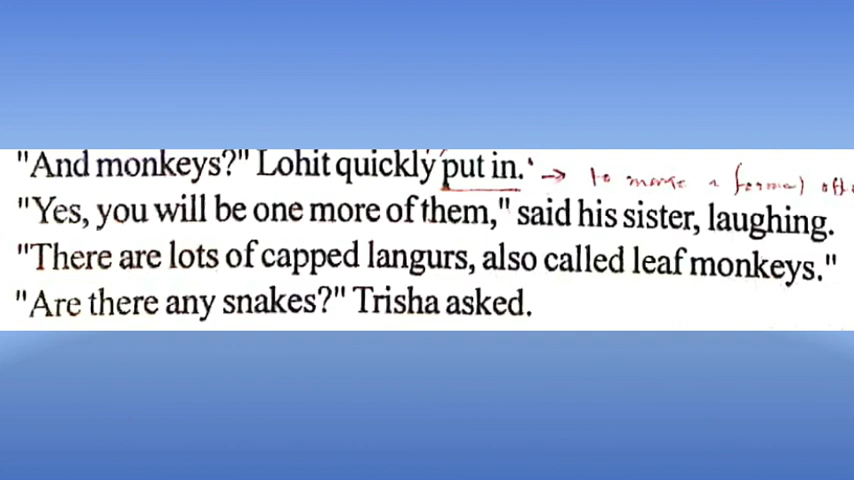 "And monkeys?" Lohit quickly put in. → to make a formal off
"Yes, you will be one more of them," said his sister, laughing.
"There are lots of capped langurs, also called leaf monkeys."
"Are there any snakes?" Trisha asked.